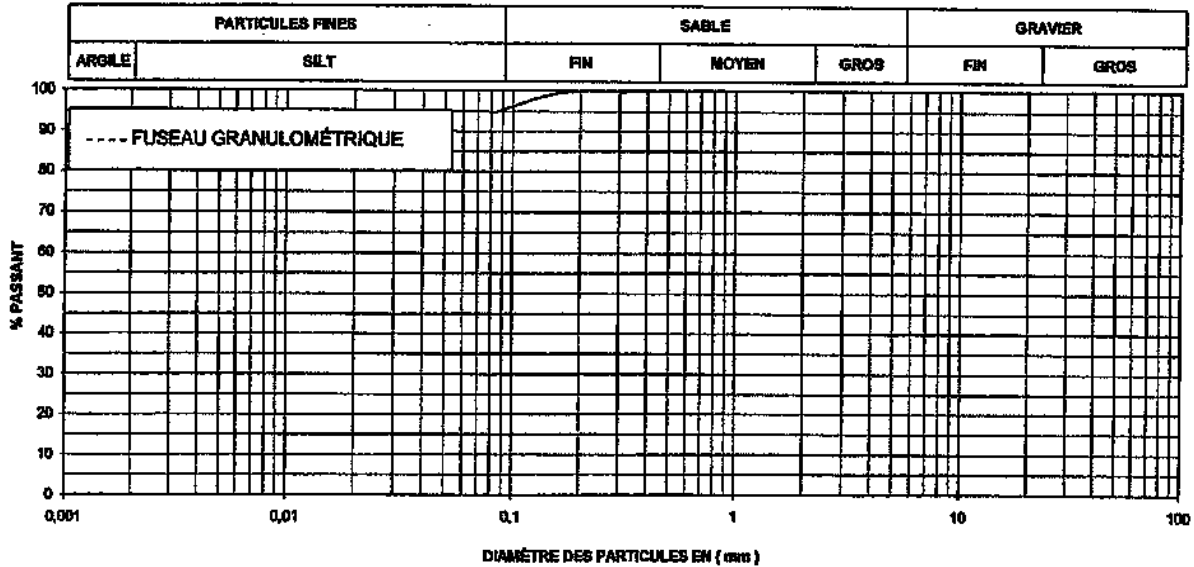 PARTICULES FINES SABLE GRAVIER
ARGILE SILT FIN MOYEN GROS FIN GROS
100
---- FUSEAU GRANULOMÉTRIQUE
90
80
70
60
50
40
30
20
10
0
% PASSANT
0,001 0,01 0,1 1 10 100
DIAMÈTRE DES PARTICULES EN ( mm )